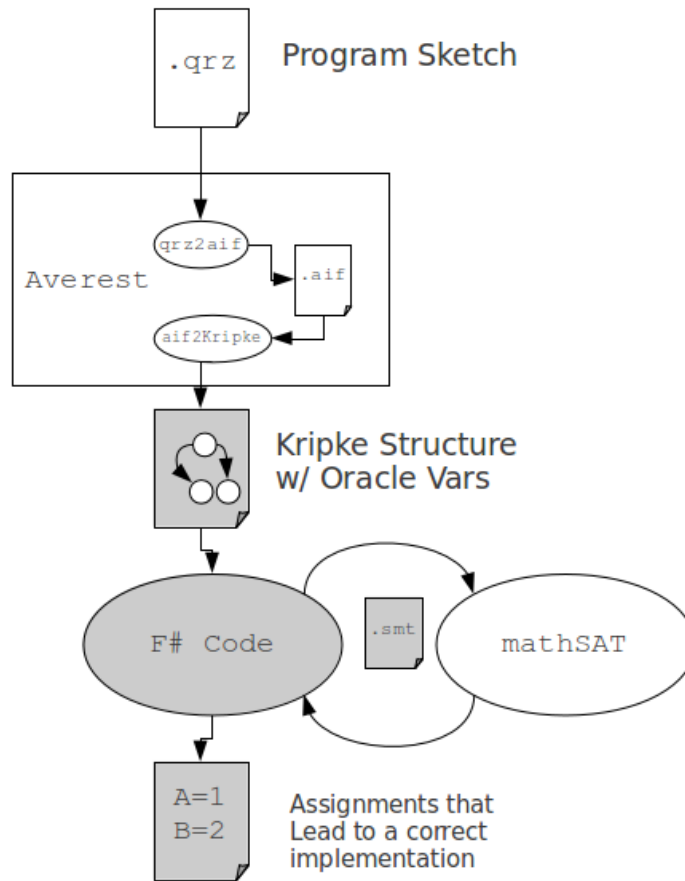 .qrz
Program Sketch
qrz2aif
.aif
Averest
aif2Kripke
Kripke Structure
w/ Oracle Vars
F# Code
.smt
mathSAT
A=1
B=2
Assignments that
Lead to a correct
implementation